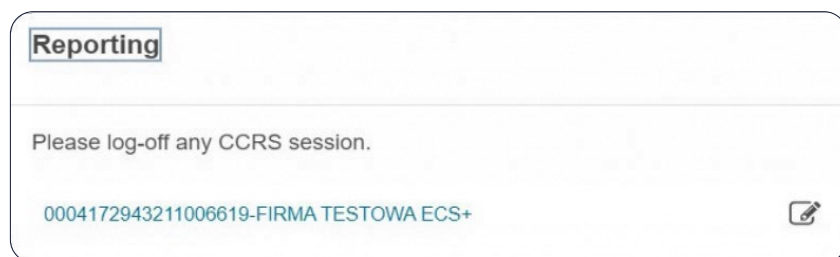 Reporting
Please log-off any CCRS session.
0004172943211006619-FIRMA TESTOWA ECS+